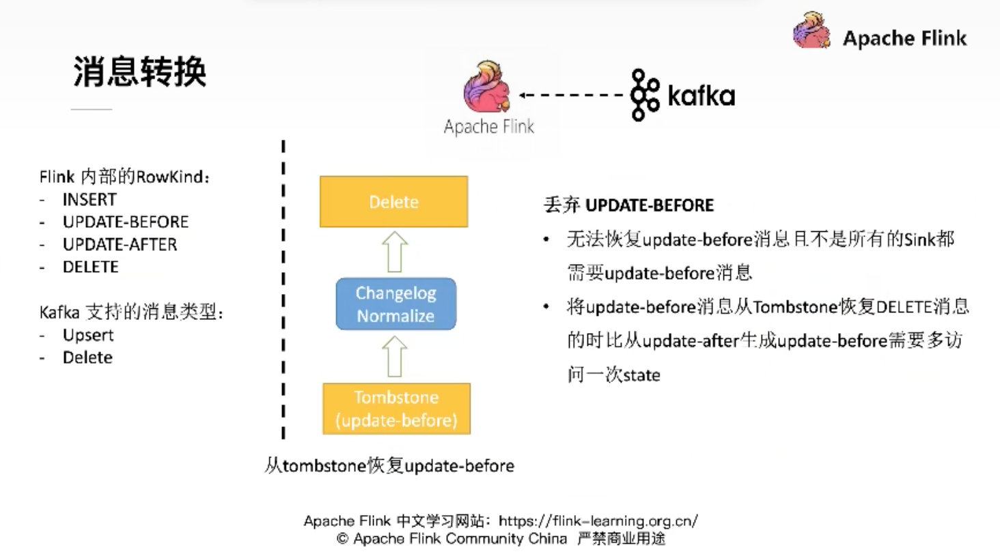 Apache Flink
消息转换
kafka
Apache Flink
Flink 内部的RowKind：
- INSERT
- UPDATE-BEFORE
- UPDATE-AFTER
- DELETE
Kafka 支持的消息类型：
- Upsert
- Delete
Delete
Changelog
Normalize
Tombstone
(update-before)
从tombstone恢复update-before
丢弃 UPDATE-BEFORE
• 无法恢复update-before消息且不是所有的Sink都
需要update-before消息
• 将update-before消息从Tombstone恢复DELETE消息
的时比从update-after生成update-before需要多访
问一次state
Apache Flink 中文学习网站：https://flink-learning.org.cn/
© Apache Flink Community China 严禁商业用途